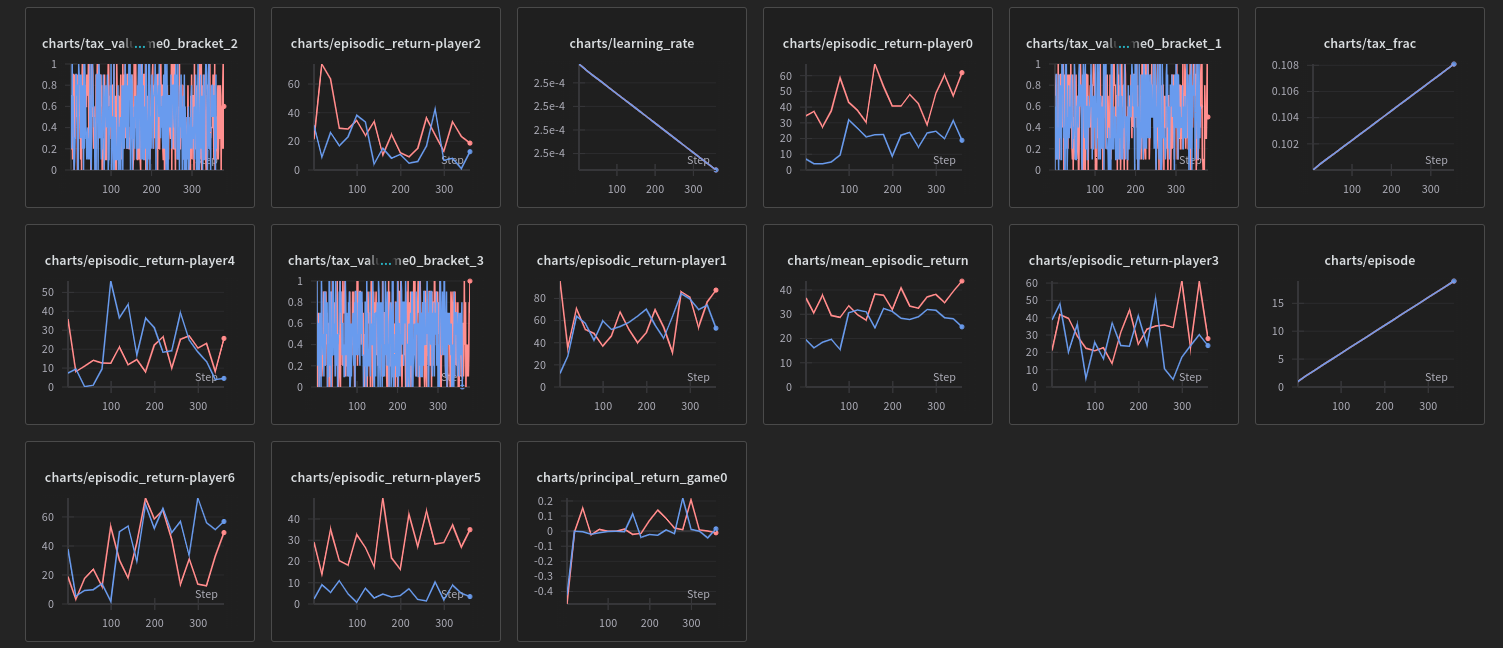 charts/tax_val...ne0_bracket_2
1
0.8
0.6
0.4
0.2
0
Step
100 200 300
charts/episodic_return-player2
60
40
20
0
Step
100 200 300
charts/learning_rate
2.5e-4
2.5e-4
2.5e-4
2.5e-4
Step
100 200 300
charts/episodic_return-player0
60
50
40
30
20
10
0
Step
100 200 300
charts/tax_val...me0_bracket_1
1
0.8
0.6
0.4
0.2
0
Step
100 200 300
charts/tax_frac
0.108
0.106
0.104
0.102
Step
100 200 300
charts/episodic_return-player4
50
40
30
20
10
0
Step
100 200 300
charts/tax_val...ne0_bracket_3
1
0.8
0.6
0.4
0.2
0
Step
100 200 300
charts/episodic_return-player1
80
60
40
20
0
Step
100 200 300
charts/mean_episodic_return
40
30
20
10
0
Step
100 200 300
charts/episodic_return-player3
60
50
40
30
20
10
0
Step
100 200 300
charts/episode
15
10
5
0
Step
100 200 300
charts/episodic_return-player6
60
40
20
0
Step
100 200 300
charts/episodic_return-player5
40
30
20
10
0
Step
100 200 300
charts/principal_return_game0
0.2
0.1
0
-0.1
-0.2
-0.3
-0.4
Step
100 200 300